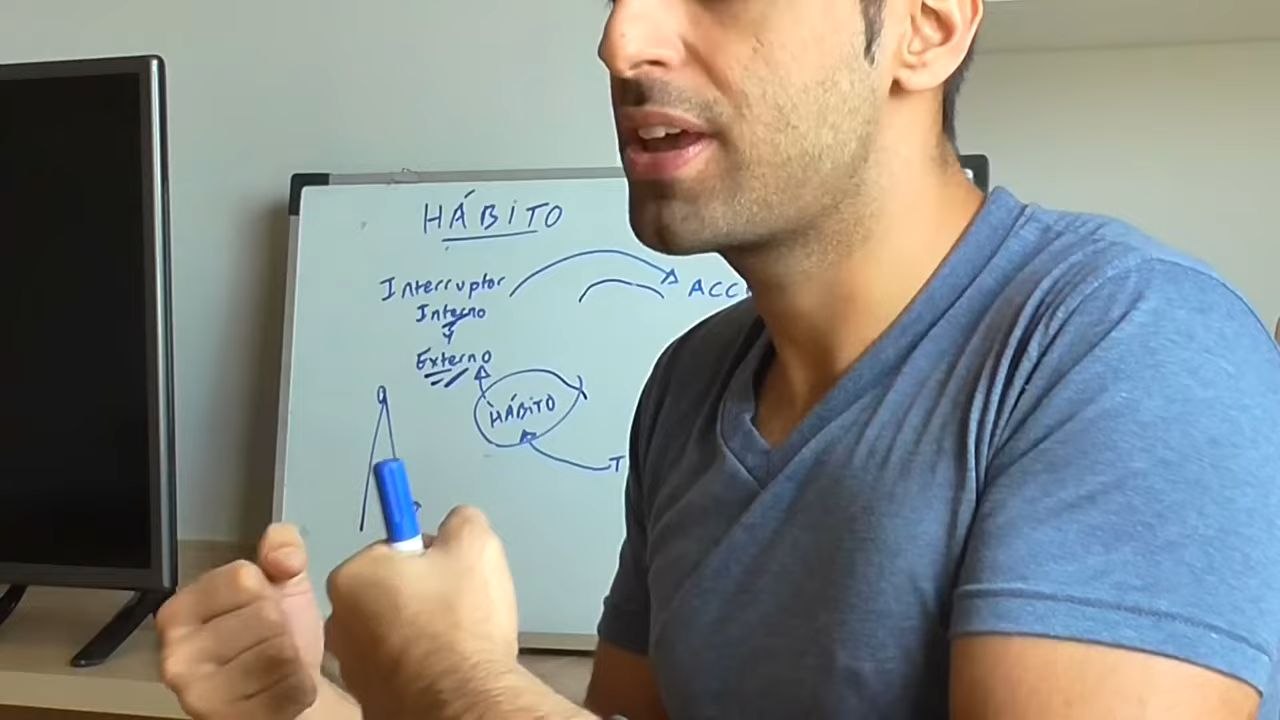 HÁBITO
Interruptor
Interno
y
Externo
HÁBITO